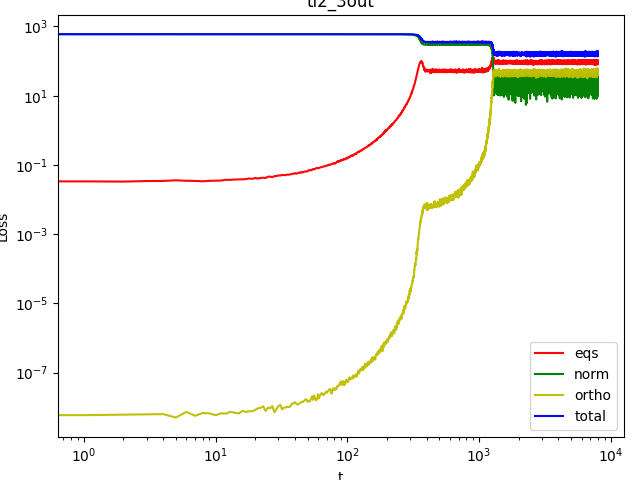 tl2_3out
10³
10¹
10⁻¹
10⁻³
10⁻⁵
10⁻⁷
Loss
10⁰
10¹
10²
10³
10⁴
t
eqs
norm
ortho
total